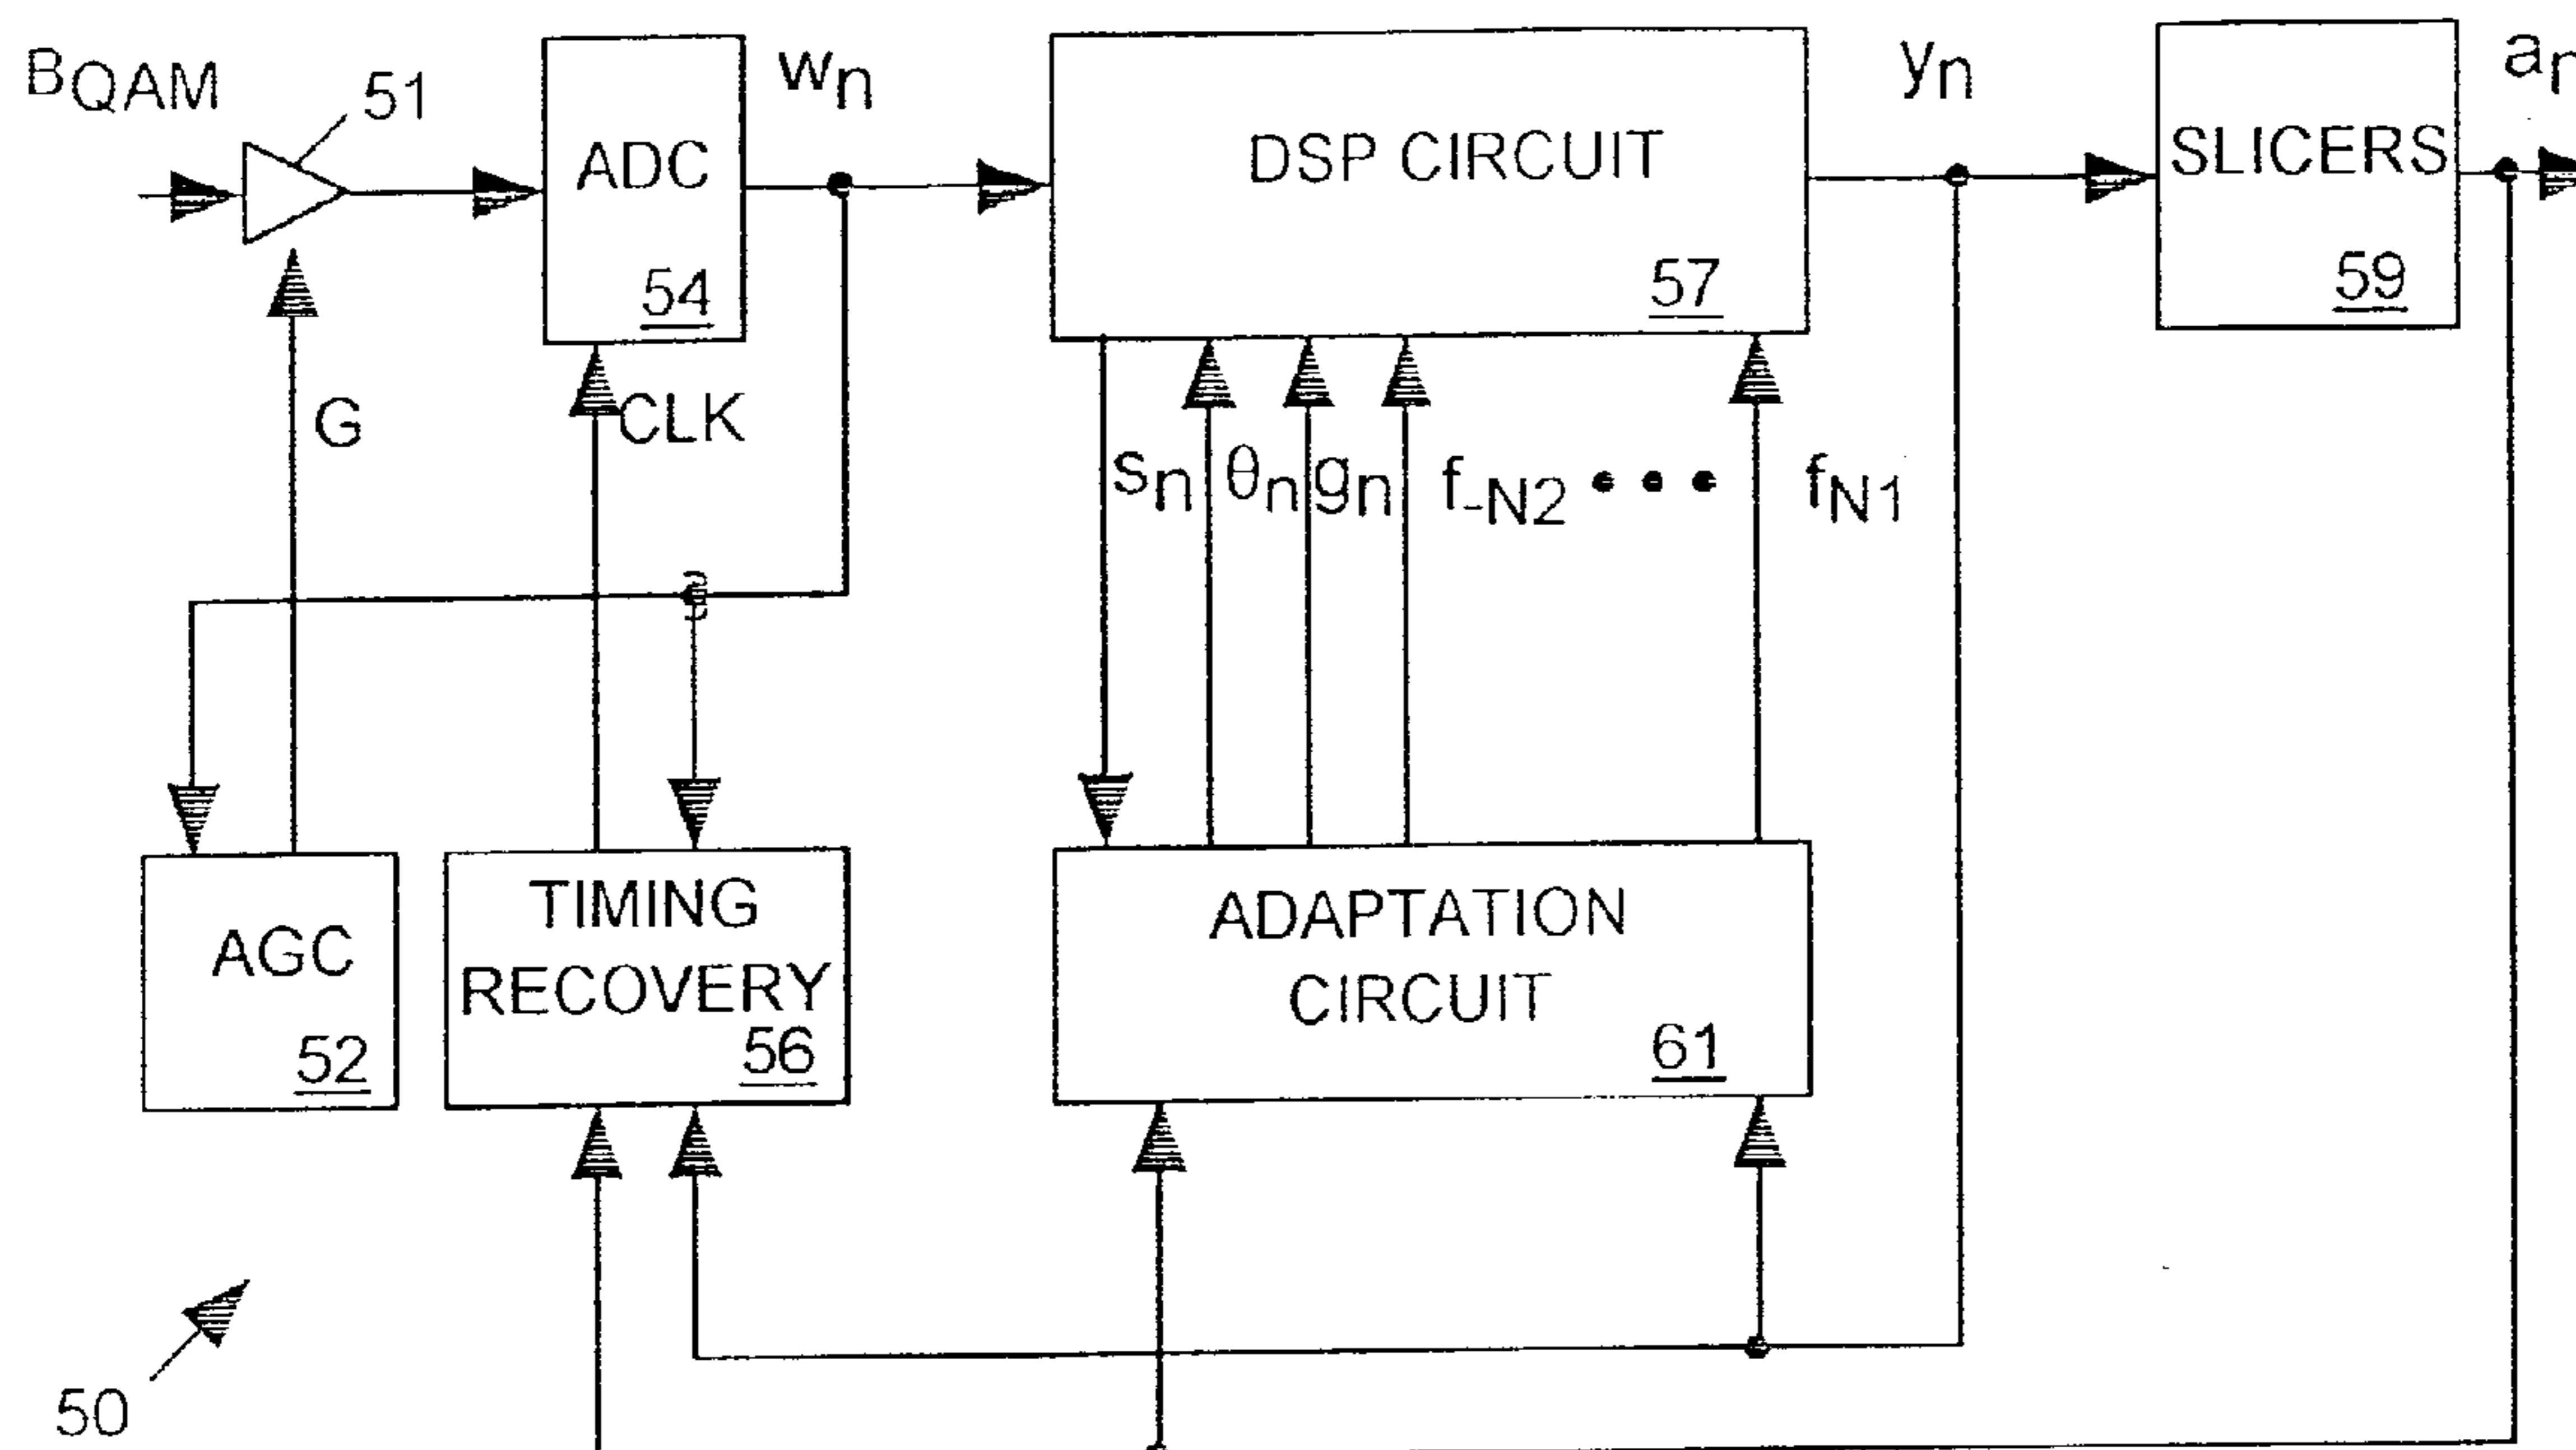 BQAM
51
ADC
54
wn
DSP CIRCUIT
57
yn
SLICERS
59
an
G
CLK
sn
θn
gn
f-N2 • • •
fN1
AGC
52
TIMING
RECOVERY
56
ADAPTATION
CIRCUIT
61
50